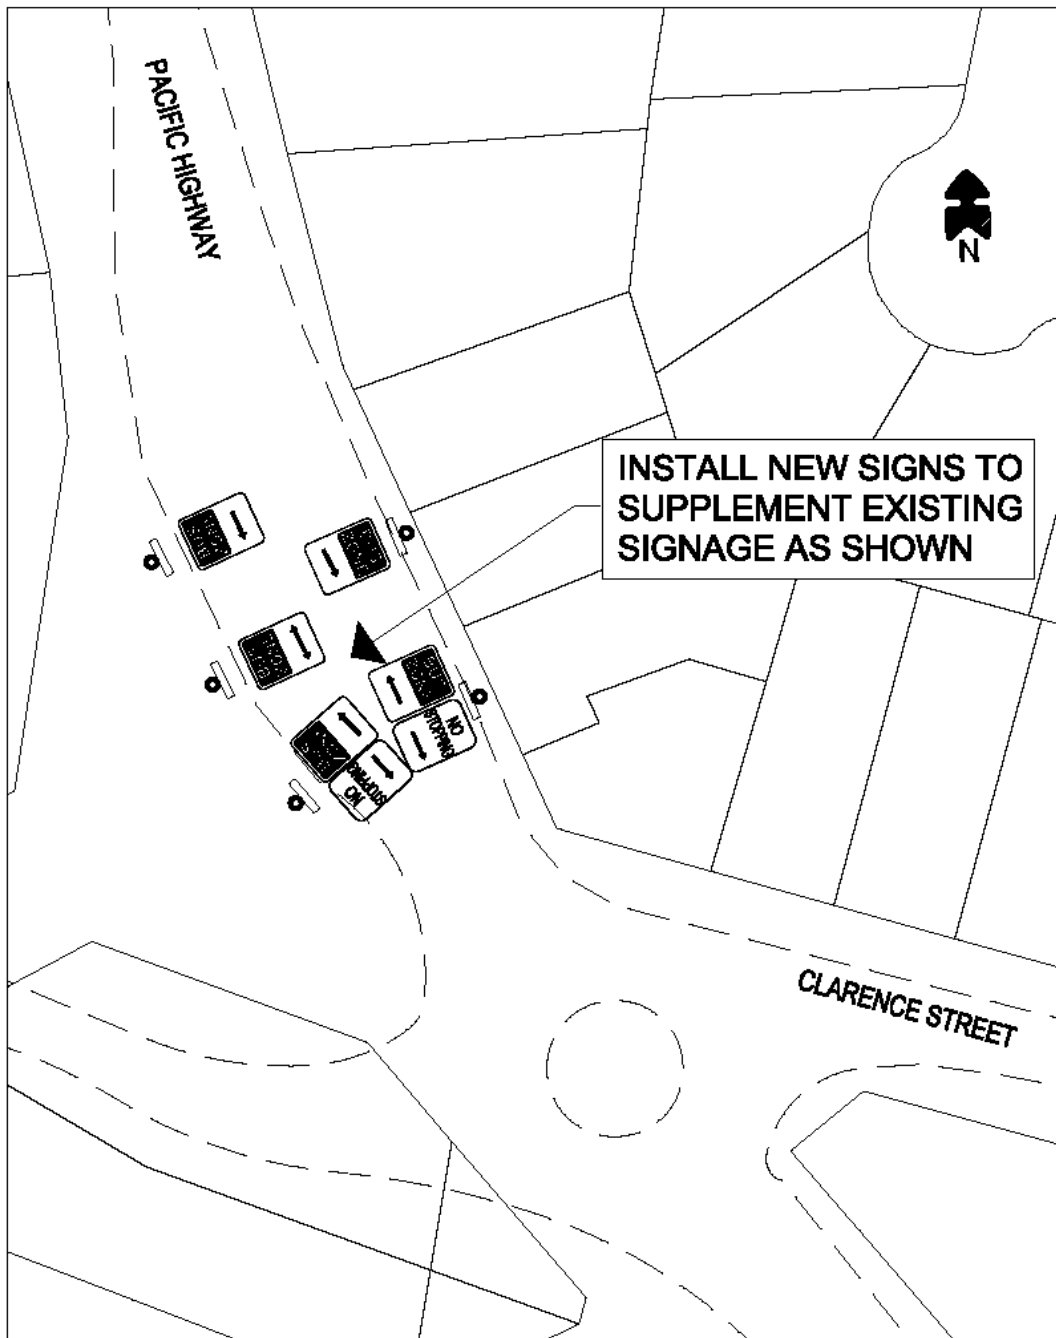 PACIFIC HIGHWAY
N
INSTALL NEW SIGNS TO
SUPPLEMENT EXISTING
SIGNAGE AS SHOWN
NO
STOPPING
NO
STOPPING
CLARENCE STREET